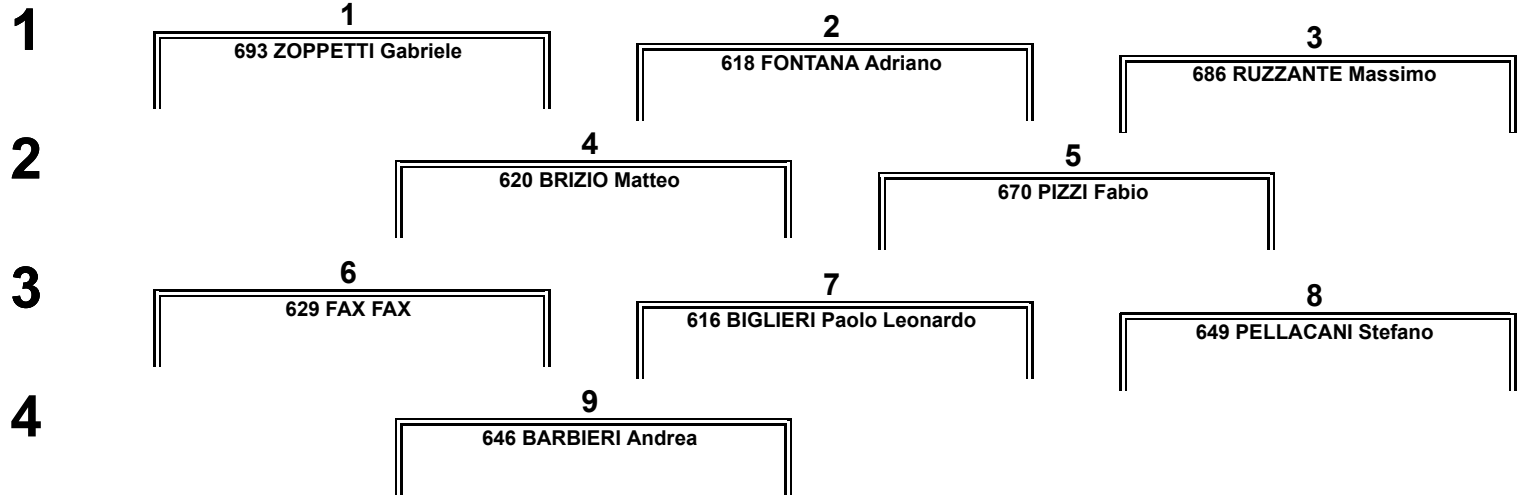 1
1
2
3
693 ZOPPETTI Gabriele
618 FONTANA Adriano
686 RUZZANTE Massimo
2
4
5
620 BRIZIO Matteo
670 PIZZI Fabio
3
6
7
8
629 FAX FAX
616 BIGLIERI Paolo Leonardo
649 PELLACANI Stefano
4
9
646 BARBIERI Andrea